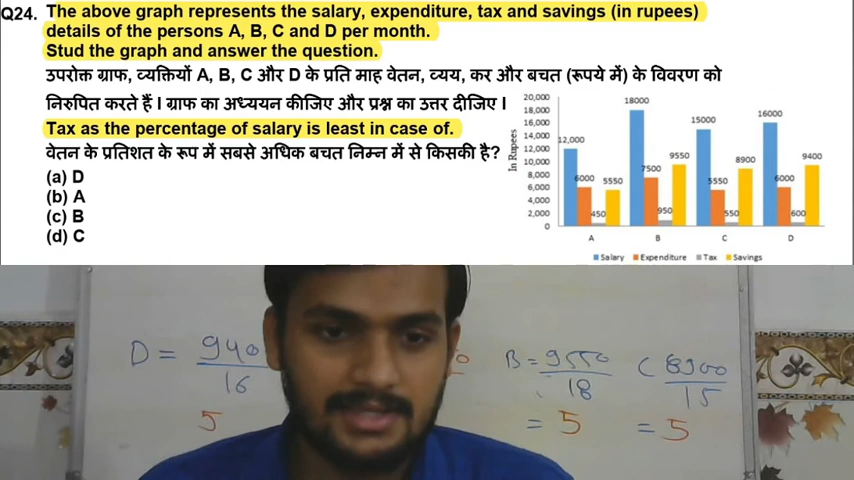 Q24. The above graph represents the salary, expenditure, tax and savings (in rupees)
details of the persons A, B, C and D per month.
Stud the graph and answer the question.
उपरोक्त ग्राफ, व्यक्तियों A, B, C और D के प्रति माह वेतन, व्यय, कर और बचत (रूपये में) के विवरण को
निरुपित करते हैं । ग्राफ का अध्ययन कीजिए और प्रश्न का उत्तर दीजिए ।
Tax as the percentage of salary is least in case of.
वेतन के प्रतिशत के रूप में सबसे अधिक बचत निम्न में से किसकी है?
(a) D
(b) A
(c) B
(d) C
In Rupees
20,000
18,000
16,000
14,000
12,000
10,000
8,000
6,000
4,000
2,000
0
12,000 6000 450 5550
18000 7500 950 9550
15000 5550 550 8900
16000 6000 600 9400
A B C D
Salary Expenditure Tax Savings
D = 940 / 16
5
B = 9550 / 18
= 5
C 8900 / 15
= 5